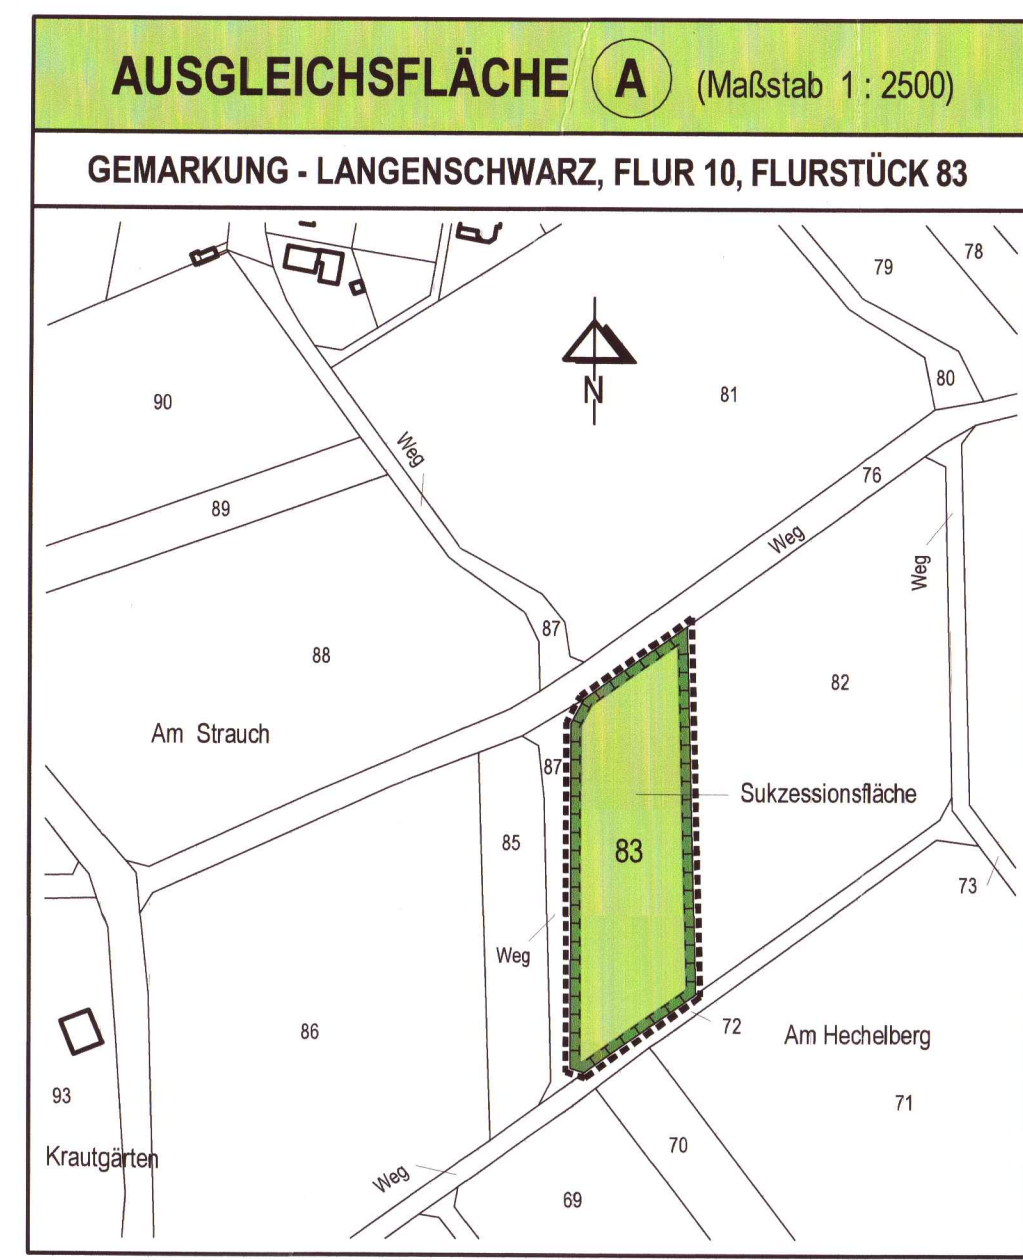 AUSGLEICHSFLÄCHE A (Maßstab 1 : 2500)
GEMARKUNG - LANGENSCHWARZ, FLUR 10, FLURSTÜCK 83
78
79
80
N
81
90
Weg
76
89
Weg
Weg
87
88
82
Am Strauch
87
Sukzessionsfläche
85
83
73
Weg
72
Am Hechelberg
86
93
71
Krautgärten
70
Weg
69